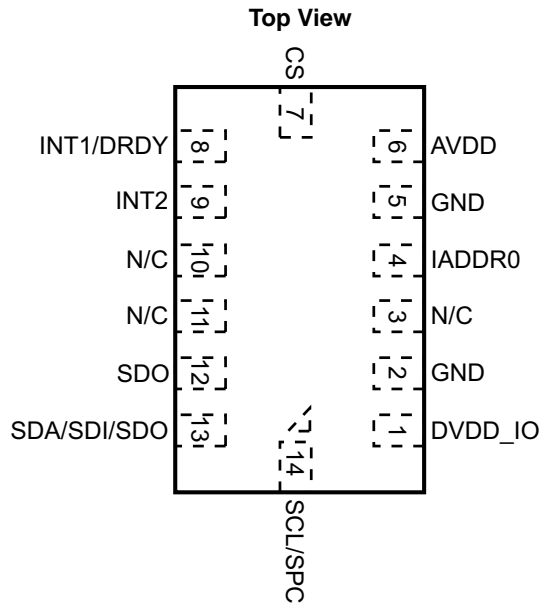 Top View
CS
7
INT1/DRDY 8 6 AVDD
INT2 9 5 GND
N/C 10 4 IADDR0
N/C 11 3 N/C
SDO 12 2 GND
SDA/SDI/SDO 13 1 DVDD_IO
14
SCL/SPC